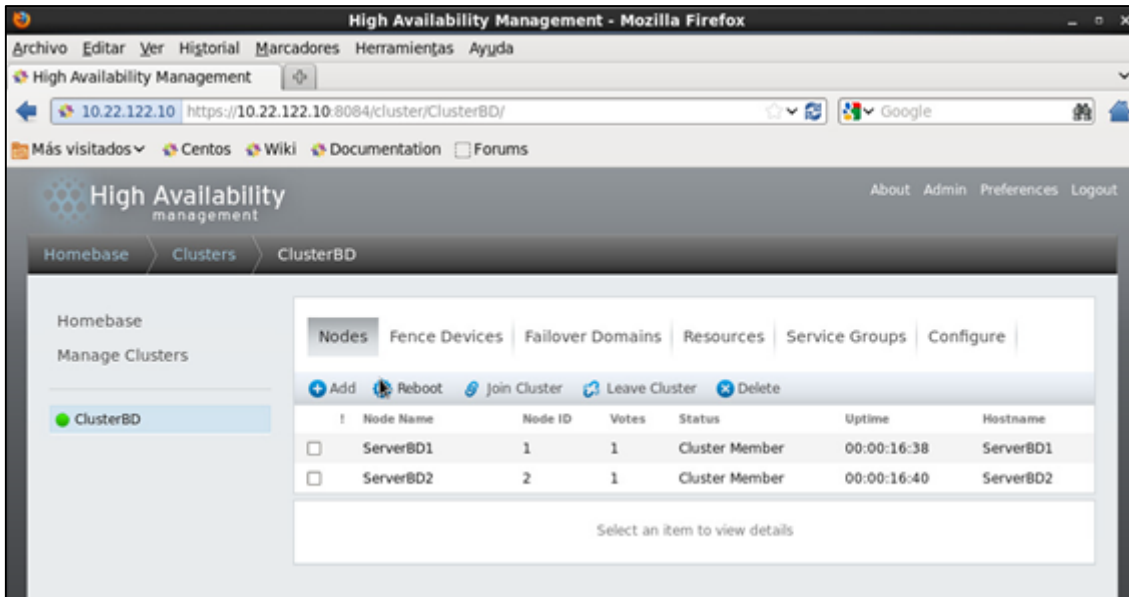 High Availability Management - Mozilla Firefox
Archivo Editar Ver Historial Marcadores Herramientas Ayuda
High Availability Management
10.22.122.10 https://10.22.122.10:8084/cluster/ClusterBD/ Google
Más visitados Centos Wiki Documentation Forums
High Availability
management
About Admin Preferences Logout
Homebase Clusters ClusterBD
Homebase
Manage Clusters
ClusterBD
Nodes Fence Devices Failover Domains Resources Service Groups Configure
Add Reboot Join Cluster Leave Cluster Delete
! Node Name Node ID Votes Status Uptime Hostname
ServerBD1 1 1 Cluster Member 00:00:16:38 ServerBD1
ServerBD2 2 1 Cluster Member 00:00:16:40 ServerBD2
Select an item to view details